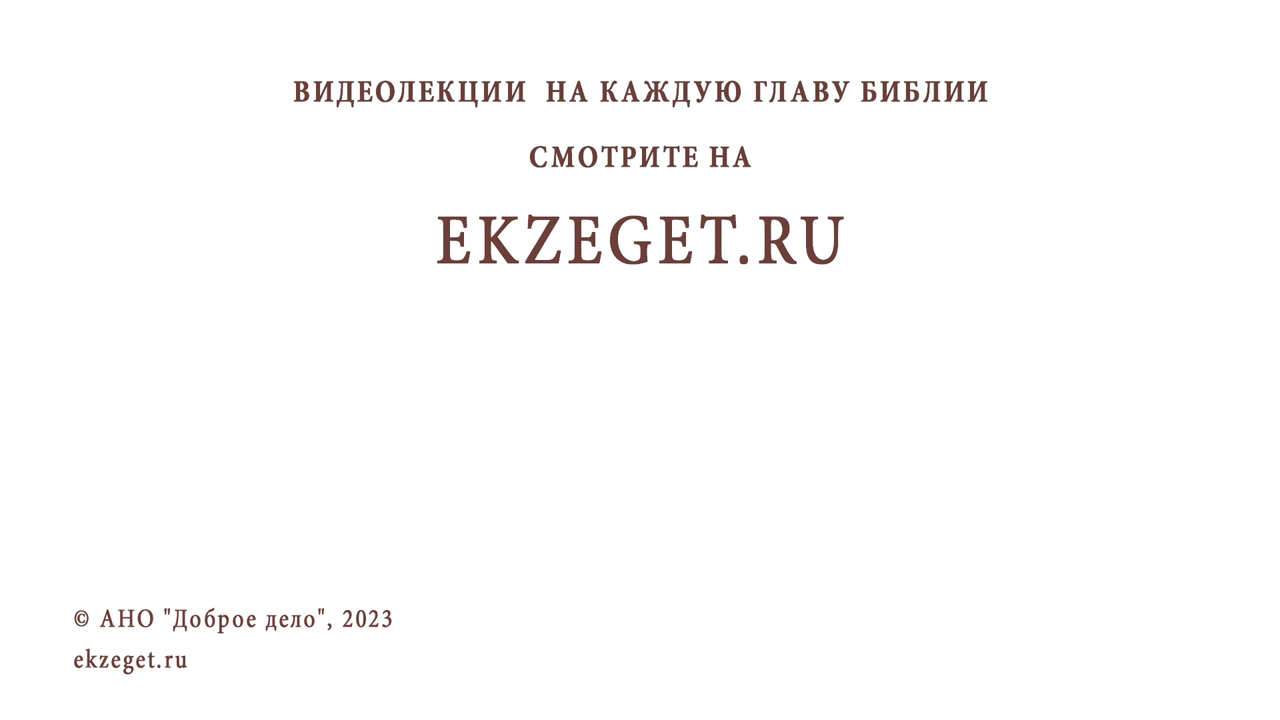 ВИДЕОЛЕКЦИИ НА КАЖДУЮ ГЛАВУ БИБЛИИ
СМОТРИТЕ НА
EKZEGET.RU
© АНО "Доброе дело", 2023
ekzeget.ru